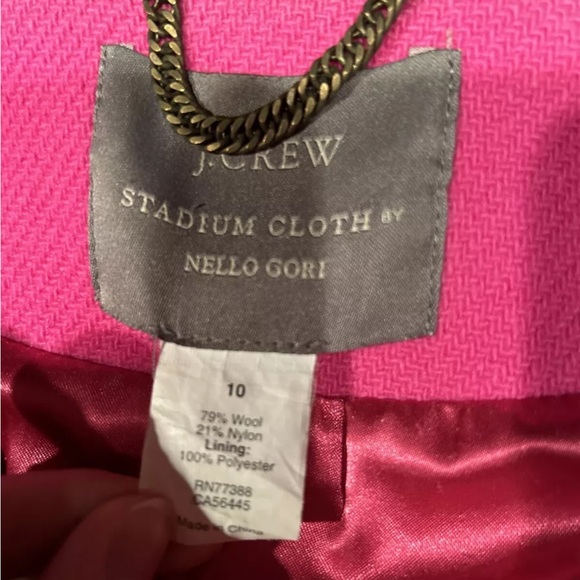 J.CREW
STADIUM CLOTH BY
NELLO GORI
10
79% Wool
21% Nylon
Lining:
100% Polyester
RN77388
CA56445
Made in China